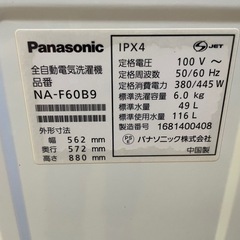 Panasonic
全自動電気洗濯機
品番
NA-F60B9
外形寸法
幅 562 mm
奥行 572 mm
高さ 880 mm
IPX4
JET
定格電圧 100 V～
定格周波数 50/60 Hz
定格消費電力 380/445 W
標準洗濯容量 6.0 kg
標準水量 49 L
標準使用水量 116 L
製造番号 1681400408
PS E パナソニック株式会社
中国製